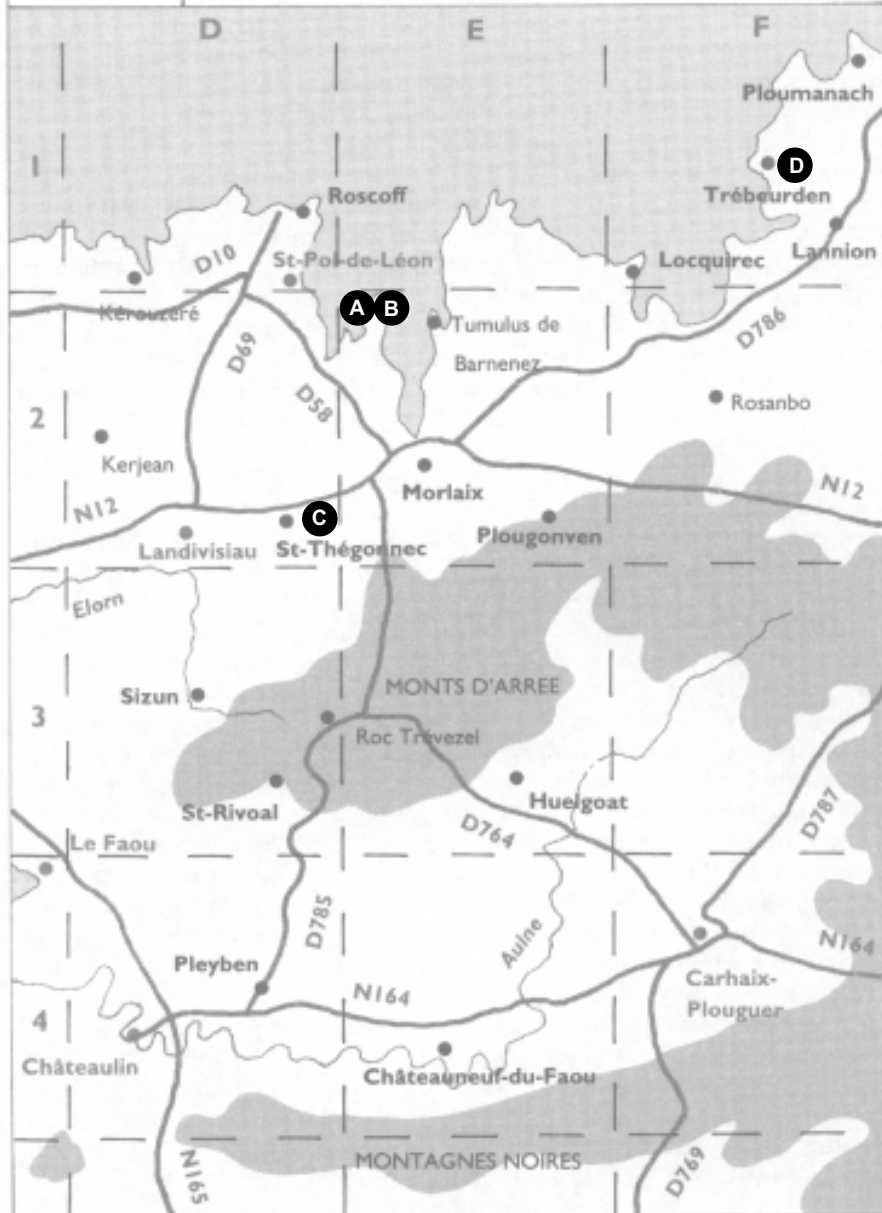 D
E
F
Ploumanach
1
D
Trébeurden
Roscoff
Lannion
D10
St-Pol-de-Léon
Locquirec
A B
Kérouzéré
Tumulus de
Barnenez
D786
D69
D58
Rosanbo
2
Kerjean
Morlaix
N12
N12
C
Landivisiau
St-Thégonnec
Plougonven
Elorn
Sizun
MONTS D'ARREE
3
Roc Trévezel
St-Rivoal
Huelgoat
D787
Le Faou
D764
D785
Aulne
Pleyben
N164
N164
Carhaix-
Plouguer
4
Châteaulin
Châteauneuf-du-Faou
MONTAGNES NOIRES
N165
D769